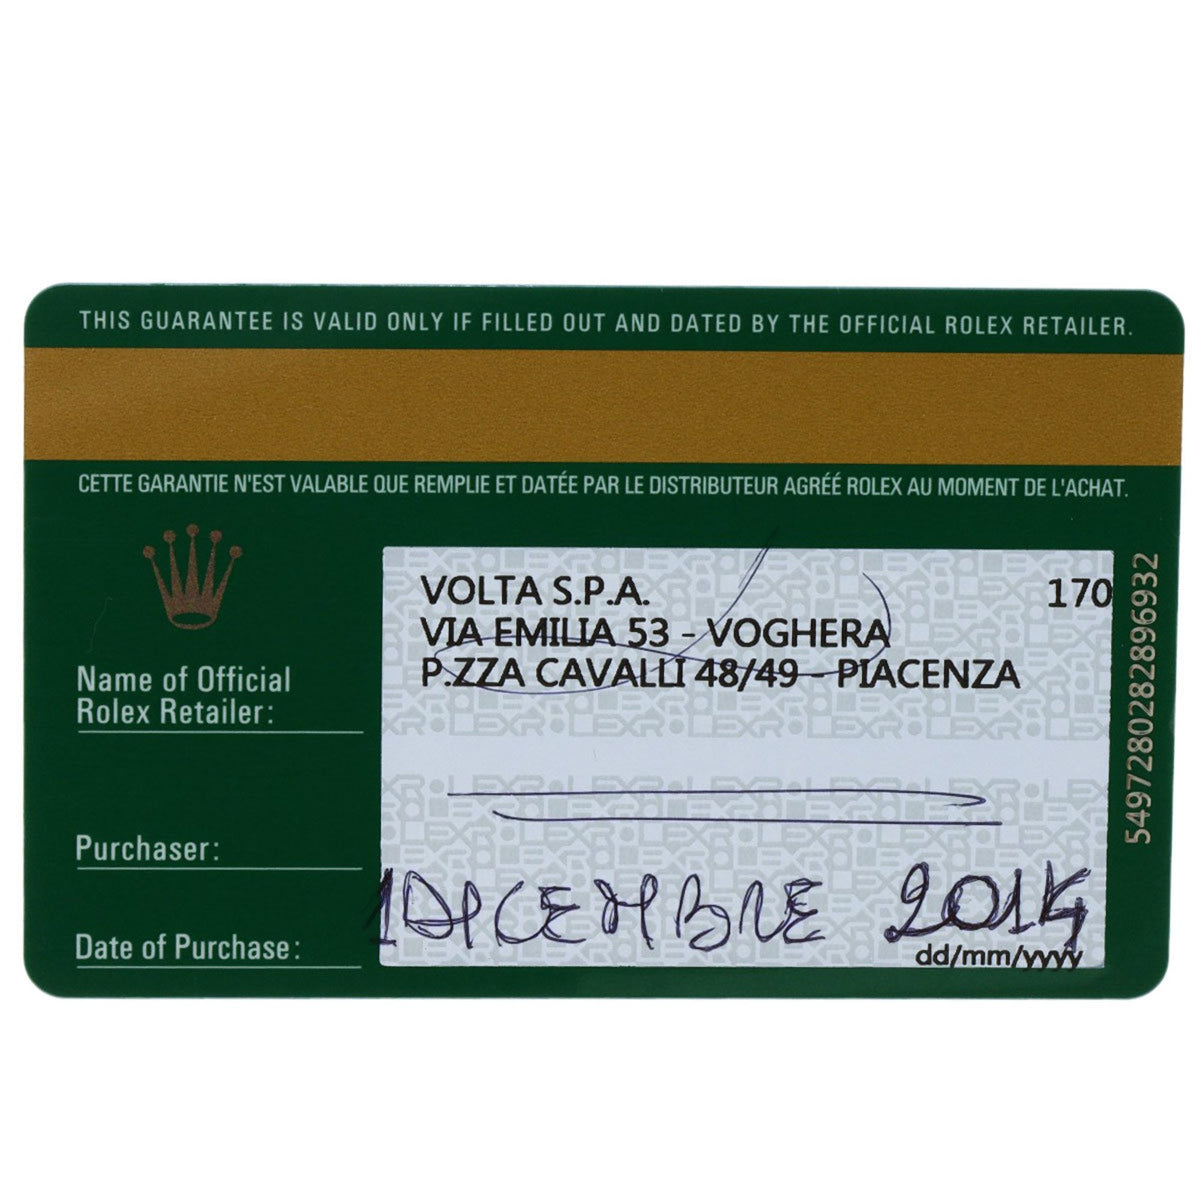 THIS GUARANTEE IS VALID ONLY IF FILLED OUT AND DATED BY THE OFFICIAL ROLEX RETAILER.
CETTE GARANTIE N'EST VALABLE QUE REMPLIE ET DATÉE PAR LE DISTRIBUTEUR AGRÉÉ ROLEX AU MOMENT DE L'ACHAT.
Name of Official
Rolex Retailer:
VOLTA S.P.A. 170
VIA EMILIA 53 - VOGHERA
P.ZZA CAVALLI 48/49 - PIACENZA
Purchaser:
Date of Purchase:
DICEMBRE
dd/mm/yyyy
5497280282896932